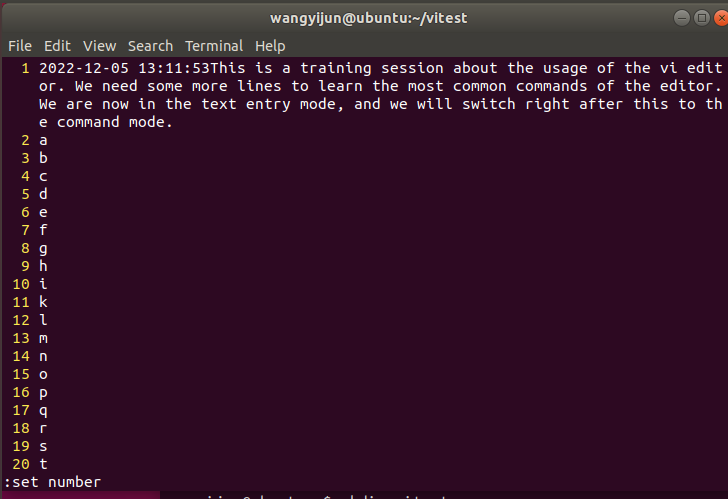 wangyijun@ubuntu:~/vitest
File Edit View Search Terminal Help
1 2022-12-05 13:11:53This is a training session about the usage of the vi edit
or. We need some more lines to learn the most common commands of the editor.
We are now in the text entry mode, and we will switch right after this to th
e command mode.
2 a
3 b
4 c
5 d
6 e
7 f
8 g
9 h
10 i
11 k
12 l
13 m
14 n
15 o
16 p
17 q
18 r
19 s
20 t
:set number